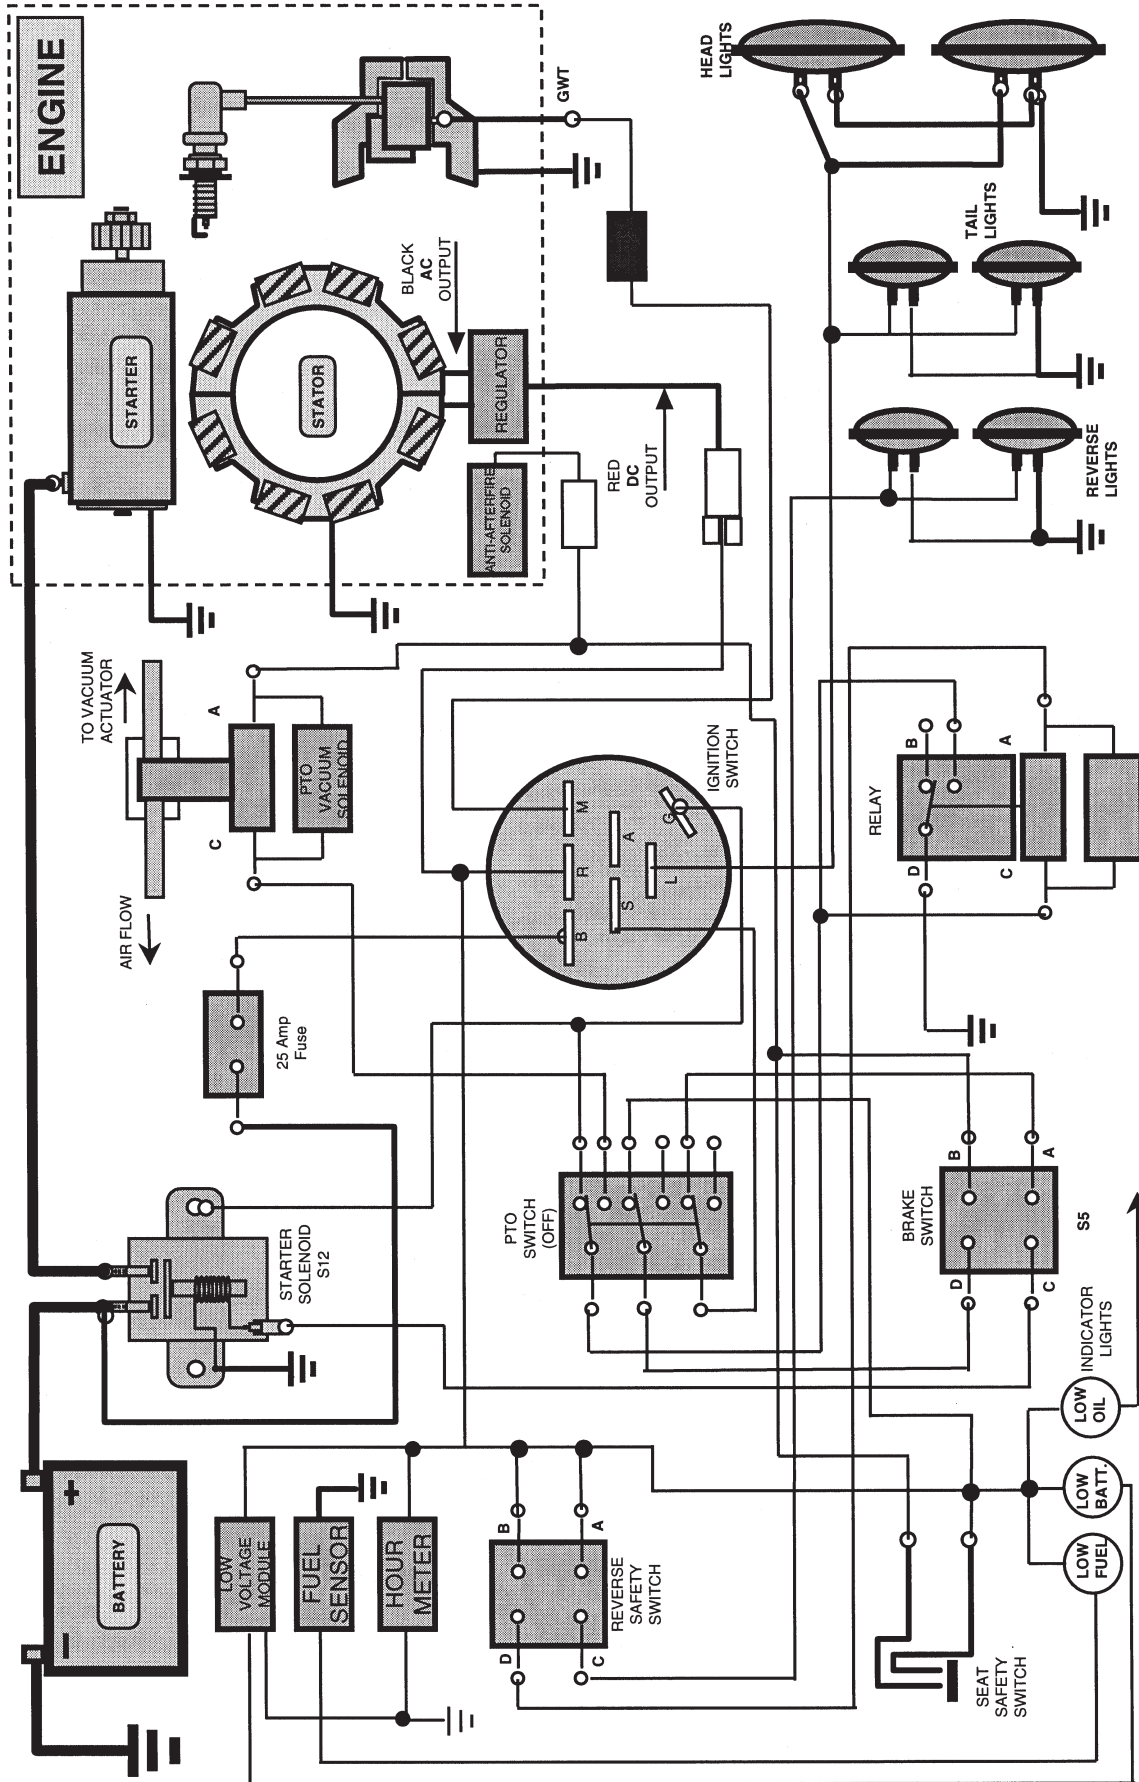 ENGINE
HEAD
LIGHTS
GWT
STARTER
STATOR
BLACK
AC
OUTPUT
REGULATOR
TAIL
LIGHTS
ANTI-AFTERFIRE
SOLENOID
RED
DC
OUTPUT
REVERSE
LIGHTS
TO VACUUM
ACTUATOR
A
C
PTO
VACUUM
SOLENOID
AIR FLOW
IGNITION
SWITCH
M
R
B
A
S
L
G
RELAY
B
A
D
C
25 Amp
Fuse
STARTER
SOLENOID
S12
PTO
SWITCH
(OFF)
BRAKE
SWITCH
B
A
D
C
S5
INDICATOR
LIGHTS
LOW
OIL
LOW
BATT.
LOW
FUEL
BATTERY
+
–
LOW
VOLTAGE
MODULE
FUEL
SENSOR
HOUR
METER
B
A
D
C
REVERSE
SAFETY
SWITCH
SEAT
SAFETY
SWITCH